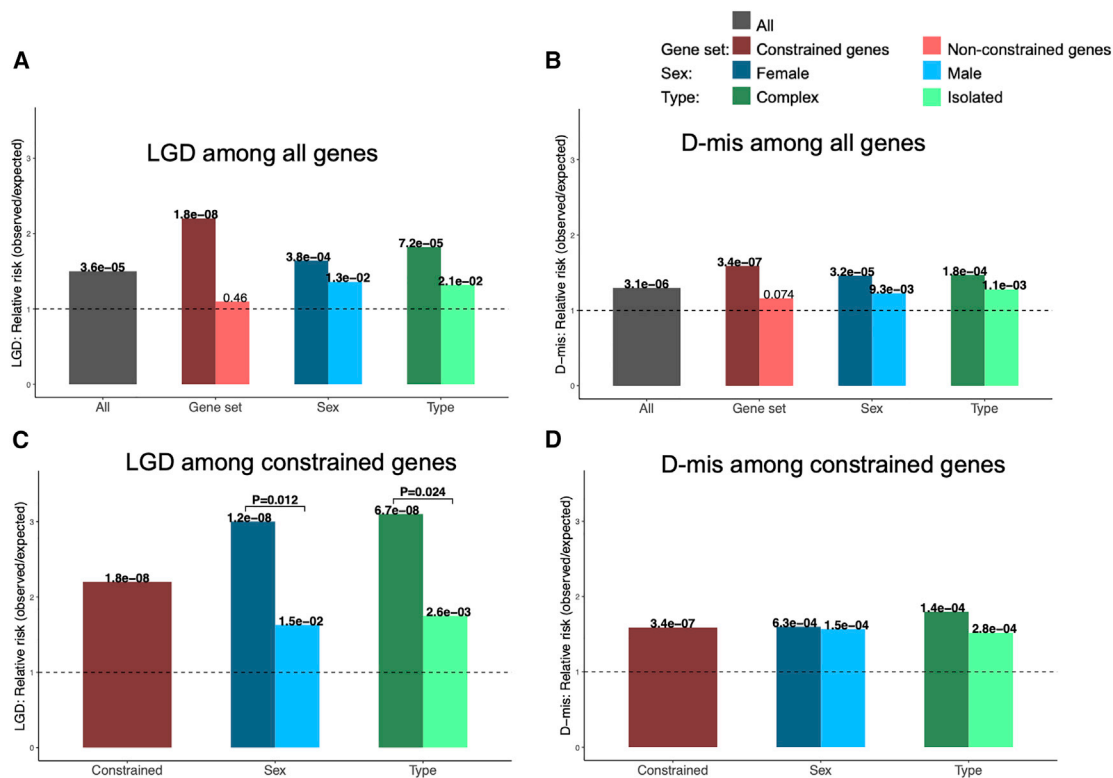 All
Gene set: Constrained genes Non-constrained genes
Sex: Female Male
Type: Complex Isolated
A
LGD among all genes
LGD: Relative risk (observed/expected)
3
2
1
0
3.6e−05
1.8e−08
0.46
3.8e−04
1.3e−02
7.2e−05
2.1e−02
All Gene set Sex Type
B
D-mis among all genes
D−mis: Relative risk (observed/expected)
3
2
1
0
3.1e−06
3.4e−07
0.074
3.2e−05
9.3e−03
1.8e−04
1.1e−03
All Gene set Sex Type
C
LGD among constrained genes
LGD: Relative risk (observed/expected)
3
2
1
0
1.8e−08
P=0.012
1.2e−08
1.5e−02
P=0.024
6.7e−08
2.6e−03
Constrained Sex Type
D
D-mis among constrained genes
D−mis: Relative risk (observed/expected)
3
2
1
0
3.4e−07
6.3e−04
1.5e−04
1.4e−04
2.8e−04
Constrained Sex Type